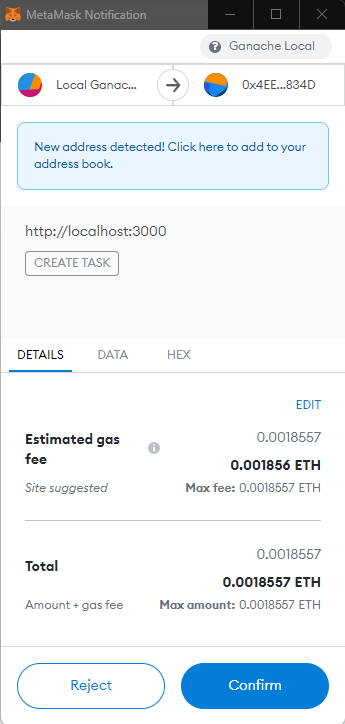 MetaMask Notification
Ganache Local
Local Ganac... 0x4EE...834D
New address detected! Click here to add to your
address book.
http://localhost:3000
CREATE TASK
DETAILS DATA HEX
EDIT
Estimated gas fee 0.0018557
0.001856 ETH
Site suggested Max fee: 0.0018557 ETH
0.0018557
Total 0.0018557 ETH
Amount + gas fee Max amount: 0.0018557 ETH
Reject Confirm